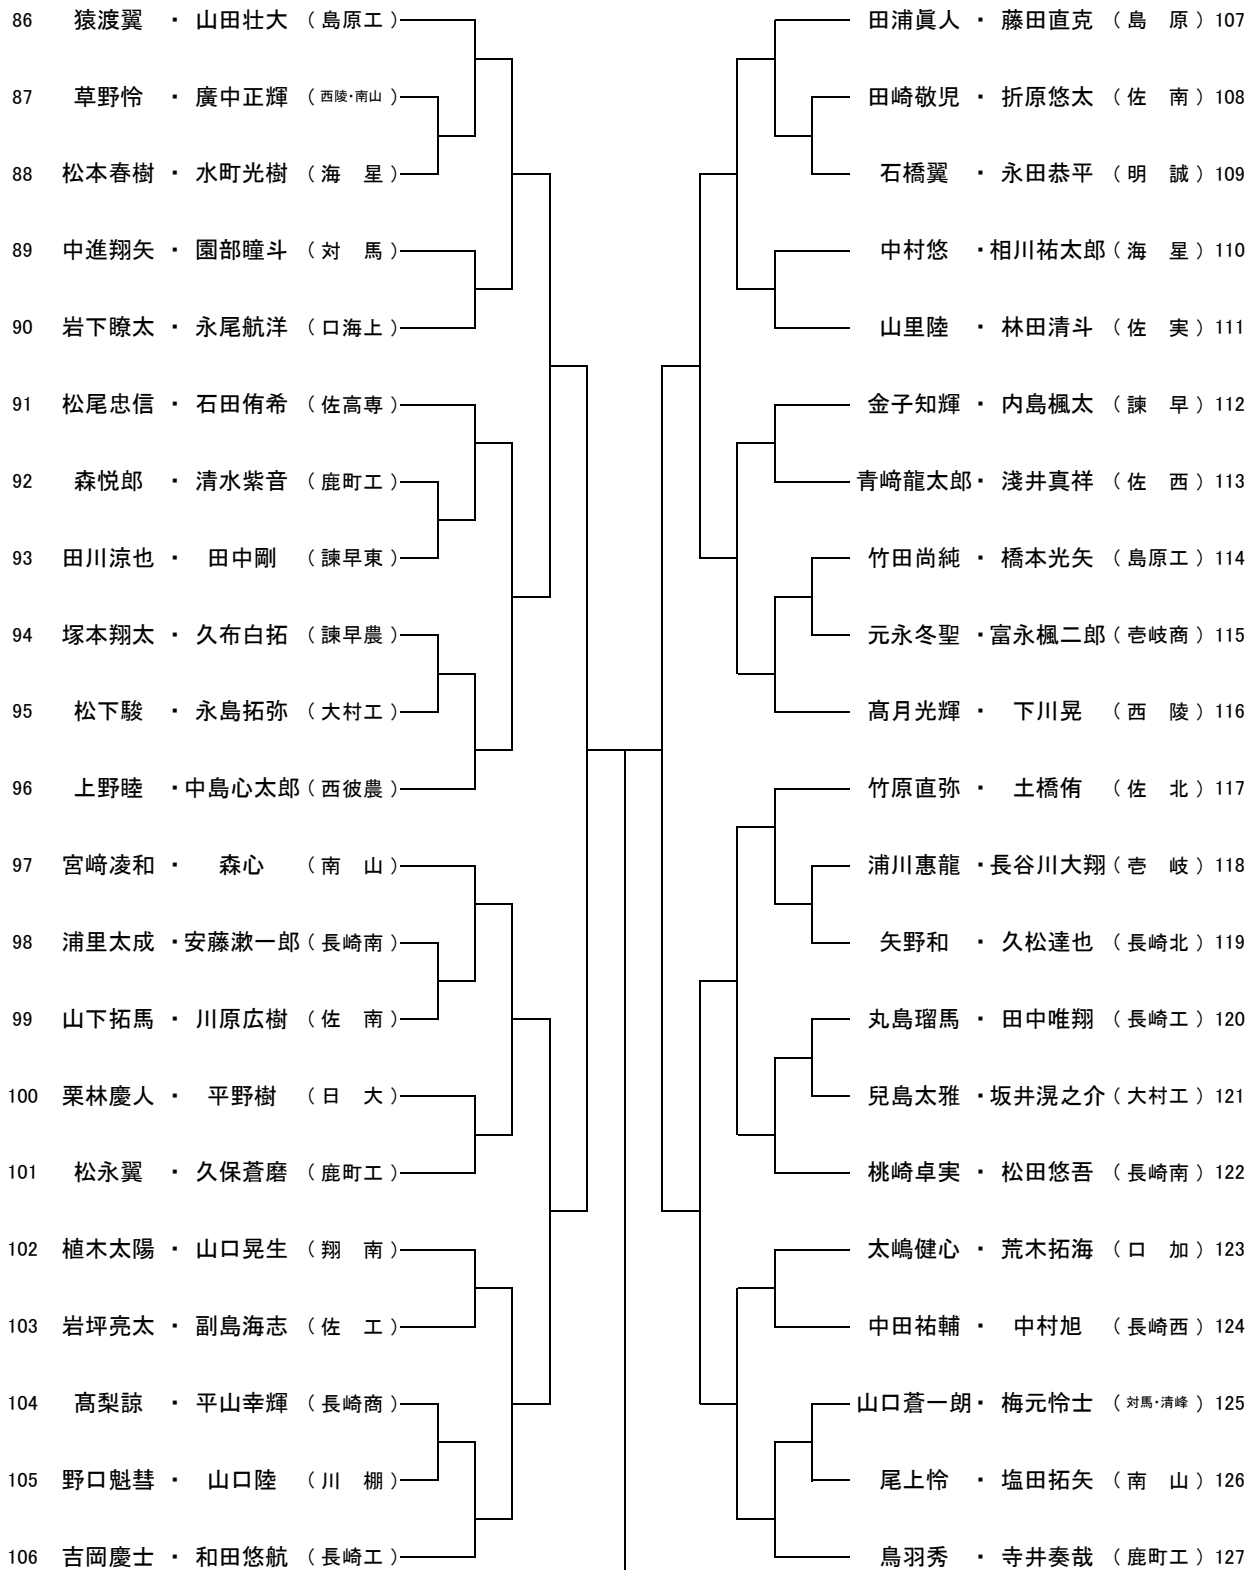 86 猿渡翼 ・ 山田壮大 （島原工）
87 草野怜 ・ 廣中正輝 （西陵・南山）
88 松本春樹 ・ 水町光樹 （海 星）
89 中進翔矢 ・ 園部瞳斗 （対 馬）
90 岩下瞭太 ・ 永尾航洋 （口海上）
91 松尾忠信 ・ 石田侑希 （佐高専）
92 森悦郎 ・ 清水紫音 （鹿町工）
93 田川涼也 ・ 田中剛 （諫早東）
94 塚本翔太 ・ 久布白拓 （諫早農）
95 松下駿 ・ 永島拓弥 （大村工）
96 上野睦 ・中島心太郎（西彼農）
97 宮﨑凌和 ・ 森心 （南 山）
98 浦里太成 ・安藤漱一郎（長崎南）
99 山下拓馬 ・ 川原広樹 （佐 南）
100 栗林慶人 ・ 平野樹 （日 大）
101 松永翼 ・ 久保蒼磨 （鹿町工）
102 植木太陽 ・ 山口晃生 （翔 南）
103 岩坪亮太 ・ 副島海志 （佐 工）
104 髙梨諒 ・ 平山幸輝 （長崎商）
105 野口魁彗 ・ 山口陸 （川 棚）
106 吉岡慶士 ・ 和田悠航 （長崎工）
田浦眞人 ・ 藤田直克 （島 原）107
田崎敬児 ・ 折原悠太 （佐 南）108
石橋翼 ・ 永田恭平 （明 誠）109
中村悠 ・相川祐太郎（海 星）110
山里陸 ・ 林田清斗 （佐 実）111
金子知輝 ・ 内島楓太 （諫 早）112
青﨑龍太郎・ 淺井真祥 （佐 西）113
竹田尚純 ・ 橋本光矢 （島原工）114
元永冬聖 ・富永楓二郎（壱岐商）115
髙月光輝 ・ 下川晃 （西 陵）116
竹原直弥 ・ 土橋侑 （佐 北）117
浦川惠龍 ・長谷川大翔（壱 岐）118
矢野和 ・ 久松達也 （長崎北）119
丸島瑠馬 ・ 田中唯翔 （長崎工）120
兒島太雅 ・坂井滉之介（大村工）121
桃崎卓実 ・ 松田悠吾 （長崎南）122
太嶋健心 ・ 荒木拓海 （口 加）123
中田祐輔 ・ 中村旭 （長崎西）124
山口蒼一朗・ 梅元怜士 （対馬・清峰）125
尾上怜 ・ 塩田拓矢 （南 山）126
鳥羽秀 ・ 寺井奏哉 （鹿町工）127